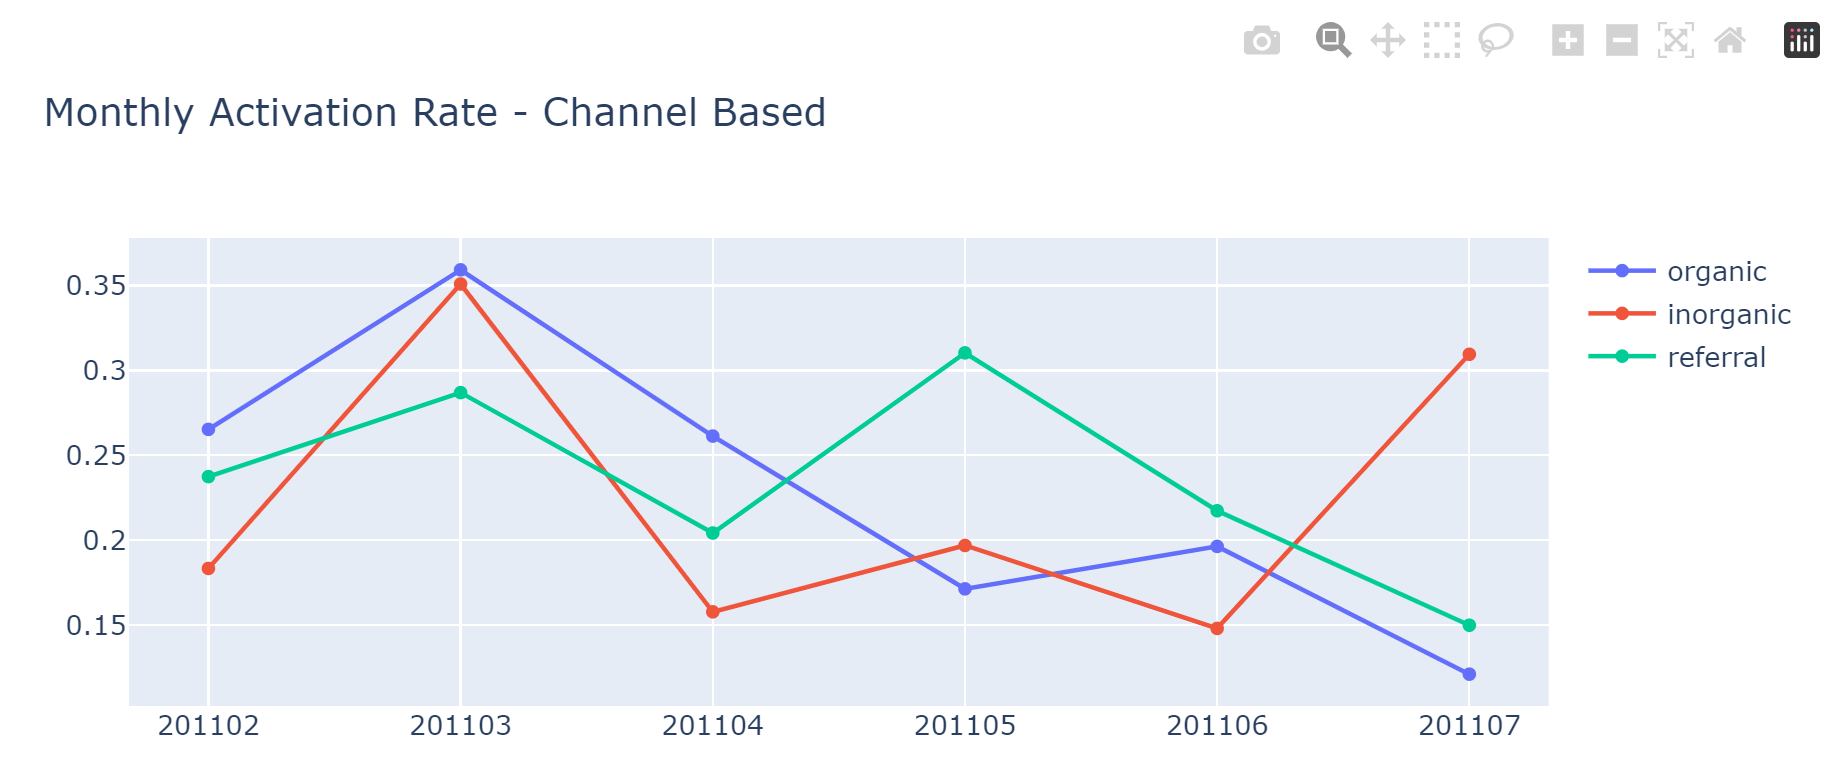 Monthly Activation Rate - Channel Based
0.35
0.3
0.25
0.2
0.15
201102 201103 201104 201105 201106 201107
organic
inorganic
referral